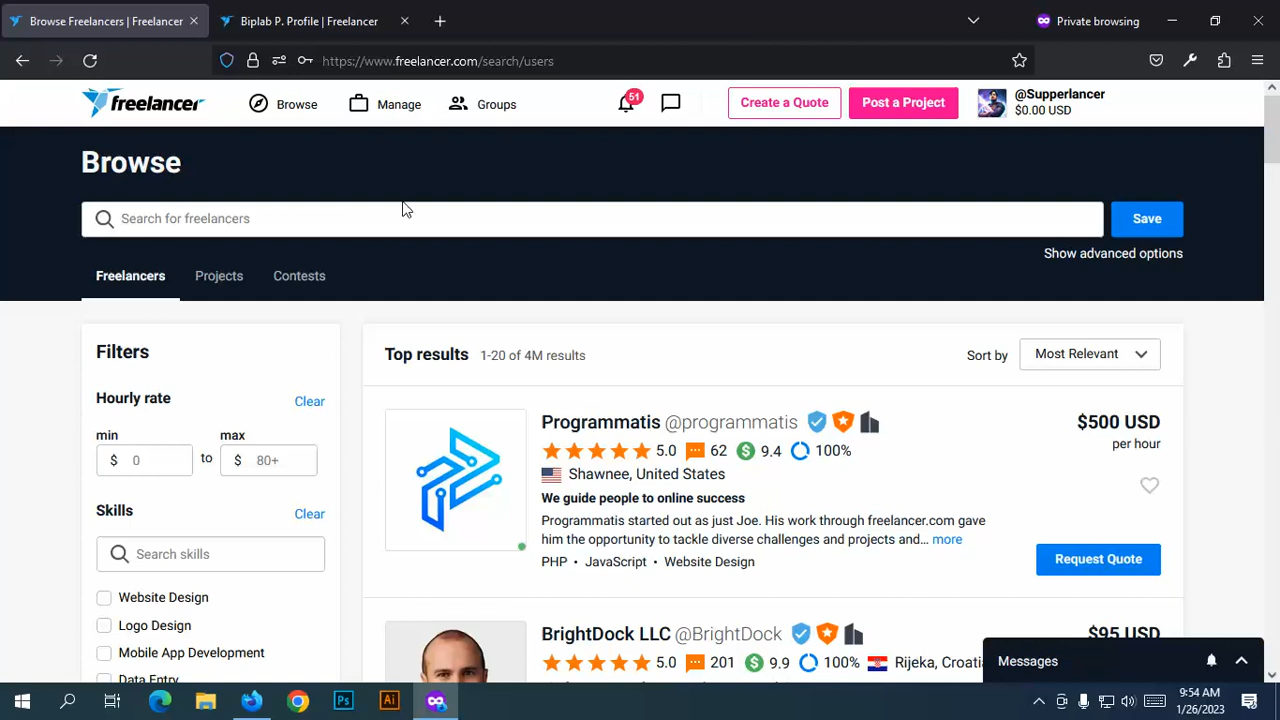 Browse Freelancers | Freelancer
Biplab P. Profile | Freelancer
Private browsing
https://www.freelancer.com/search/users
freelancer
Browse
Manage
Groups
51
Create a Quote
Post a Project
@Supperlancer
$0.00 USD
Browse
Search for freelancers
Save
Show advanced options
Freelancers
Projects
Contests
Filters
Hourly rate
Clear
min
max
$ 0
to
$ 80+
Skills
Clear
Search skills
Website Design
Logo Design
Mobile App Development
Data Entry
Top results 1-20 of 4M results
Sort by
Most Relevant
Programmatis @programmatis
$500 USD
per hour
5.0 62 $ 9.4 100%
Shawnee, United States
We guide people to online success
Programmatis started out as just Joe. His work through freelancer.com gave
him the opportunity to tackle diverse challenges and projects and... more
PHP • JavaScript • Website Design
Request Quote
BrightDock LLC @BrightDock
$95 USD
5.0 201 $ 9.9 100% Rijeka, Croatia
Messages
Ps
Ai
9:54 AM
1/26/2023